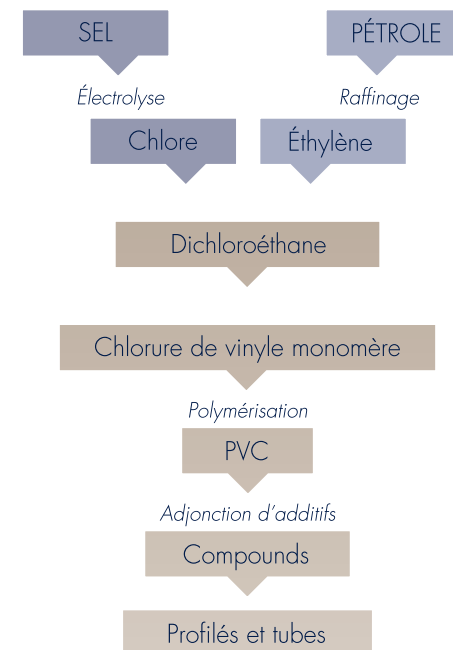 SEL
PÉTROLE
Électrolyse
Raffinage
Chlore
Éthylène
Dichloroéthane
Chlorure de vinyle monomère
Polymérisation
PVC
Adjonction d'additifs
Compounds
Profilés et tubes